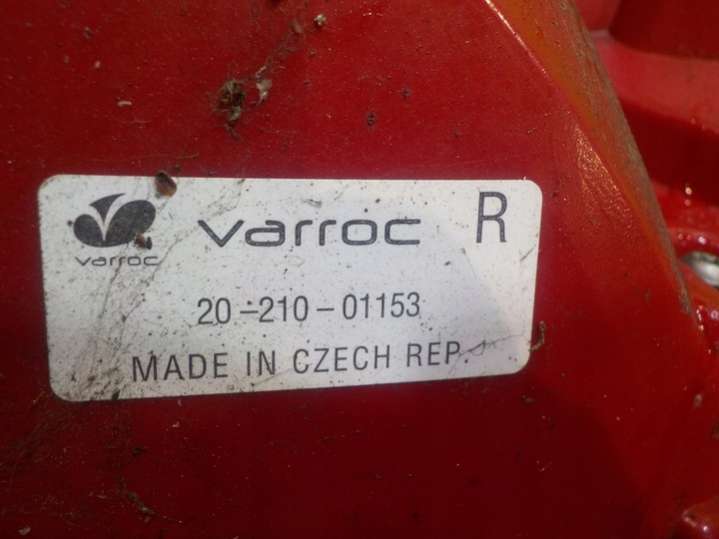 varroc
varroc
R
20-210-01153
MADE IN CZECH REP.